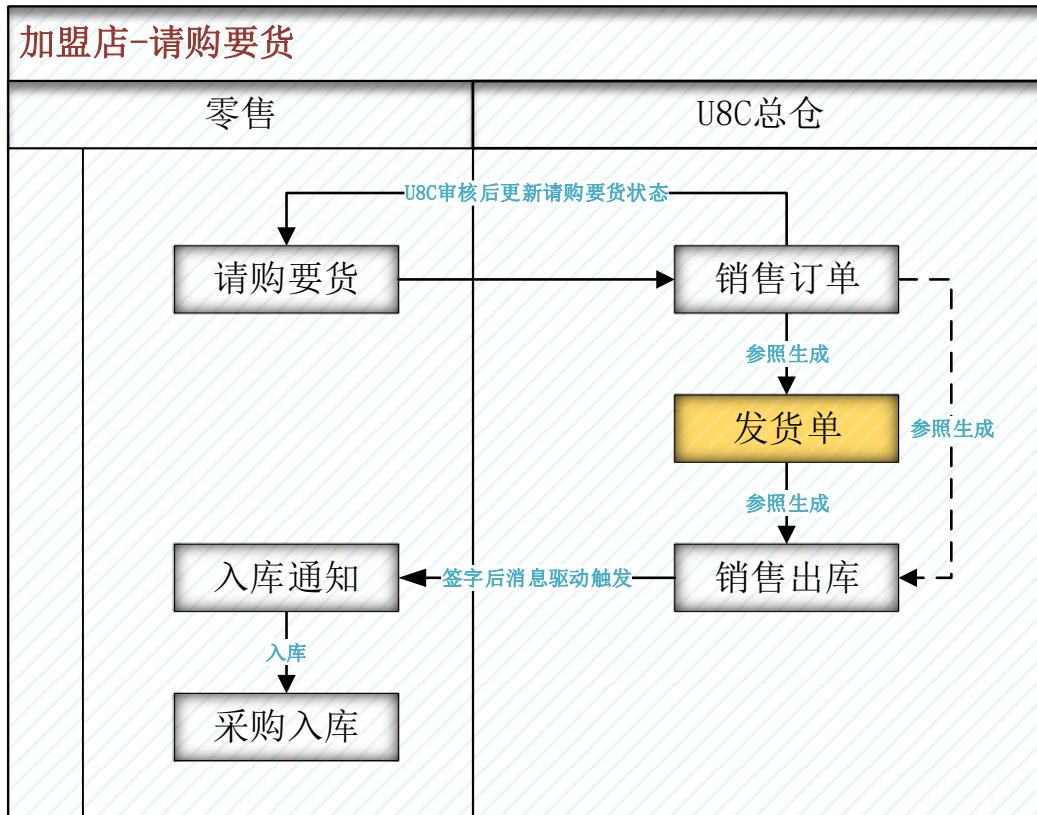 加盟店-请购要货
零售
U8C总仓
U8C审核后更新请购要货状态
请购要货
销售订单
参照生成
发货单
参照生成
参照生成
入库通知
签字后消息驱动触发
销售出库
入库
采购入库